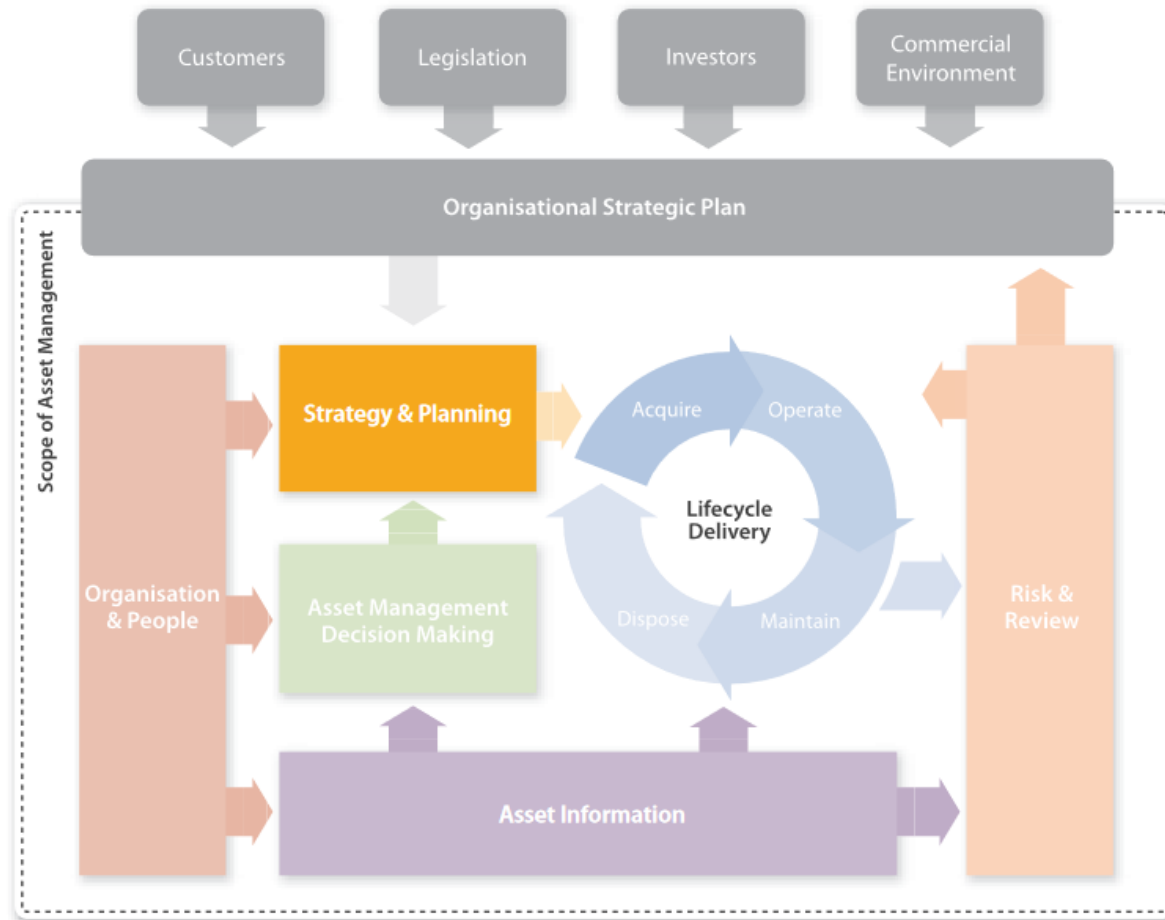 Customers
Legislation
Investors
Commercial
Environment
Organisational Strategic Plan
Scope of Asset Management
Strategy & Planning
Acquire
Operate
Lifecycle
Delivery
Organisation
& People
Asset Management
Decision Making
Dispose
Maintain
Risk &
Review
Asset Information